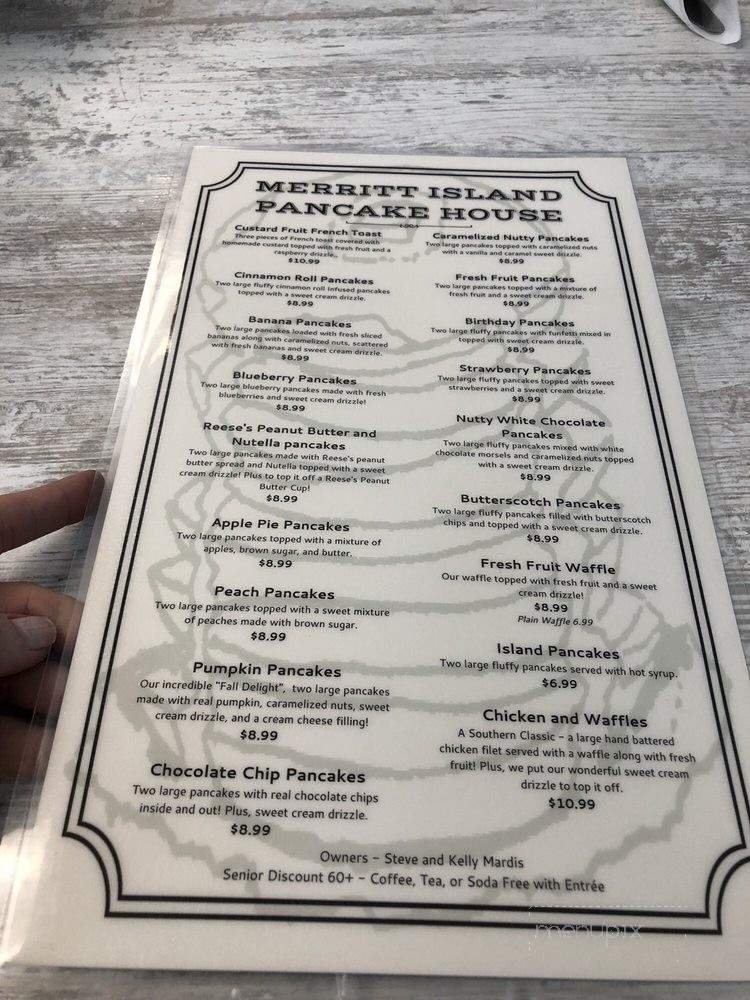 MERRITT ISLAND
PANCAKE HOUSE
Custard Fruit French Toast
Three pieces of French toast covered with
homemade custard topped with fresh fruit and a
raspberry drizzle.
$10.99
Cinnamon Roll Pancakes
Two large fluffy cinnamon roll infused pancakes
topped with a sweet cream drizzle.
$8.99
Banana Pancakes
Two large pancakes loaded with fresh sliced
bananas along with caramelized nuts, scattered
with fresh bananas and sweet cream drizzle.
$8.99
Blueberry Pancakes
Two large blueberry pancakes made with fresh
blueberries and sweet cream drizzle!
$8.99
Reese's Peanut Butter and
Nutella pancakes
Two large pancakes made with Reese's peanut
butter spread and Nutella topped with a sweet
cream drizzle! Plus to top it off a Reese's Peanut
Butter Cup!
$8.99
Apple Pie Pancakes
Two large pancakes topped with a mixture of
apples, brown sugar, and butter.
$8.99
Peach Pancakes
Two large pancakes topped with a sweet mixture
of peaches made with brown sugar.
$8.99
Pumpkin Pancakes
Our incredible "Fall Delight", two large pancakes
made with real pumpkin, caramelized nuts, sweet
cream drizzle, and a cream cheese filling!
$8.99
Chocolate Chip Pancakes
Two large pancakes with real chocolate chips
inside and out! Plus, sweet cream drizzle.
$8.99
Caramelized Nutty Pancakes
Two large pancakes topped with caramelized nuts
with a vanilla and caramel sweet drizzle.
$8.99
Fresh Fruit Pancakes
Two large pancakes topped with a mixture of
fresh fruit and a sweet cream drizzle.
$8.99
Birthday Pancakes
Two large fluffy pancakes with funfetti mixed in
topped with sweet cream drizzle.
$8.99
Strawberry Pancakes
Two large fluffy pancakes topped with sweet
strawberries and a sweet cream drizzle.
$8.99
Nutty White Chocolate
Pancakes
Two large fluffy pancakes mixed with white
chocolate morsels and caramelized nuts topped
with a sweet cream drizzle.
$8.99
Butterscotch Pancakes
Two large fluffy pancakes filled with butterscotch
chips and topped with a sweet cream drizzle.
$8.99
Fresh Fruit Waffle
Our waffle topped with fresh fruit and a sweet
cream drizzle!
$8.99
Plain Waffle 6.99
Island Pancakes
Two large fluffy pancakes served with hot syrup.
$6.99
Chicken and Waffles
A Southern Classic – a large hand battered
chicken filet served with a waffle along with fresh
fruit! Plus, we put our wonderful sweet cream
drizzle to top it off.
$10.99
Owners – Steve and Kelly Mardis
Senior Discount 60+ – Coffee, Tea, or Soda Free with Entrée
menupix